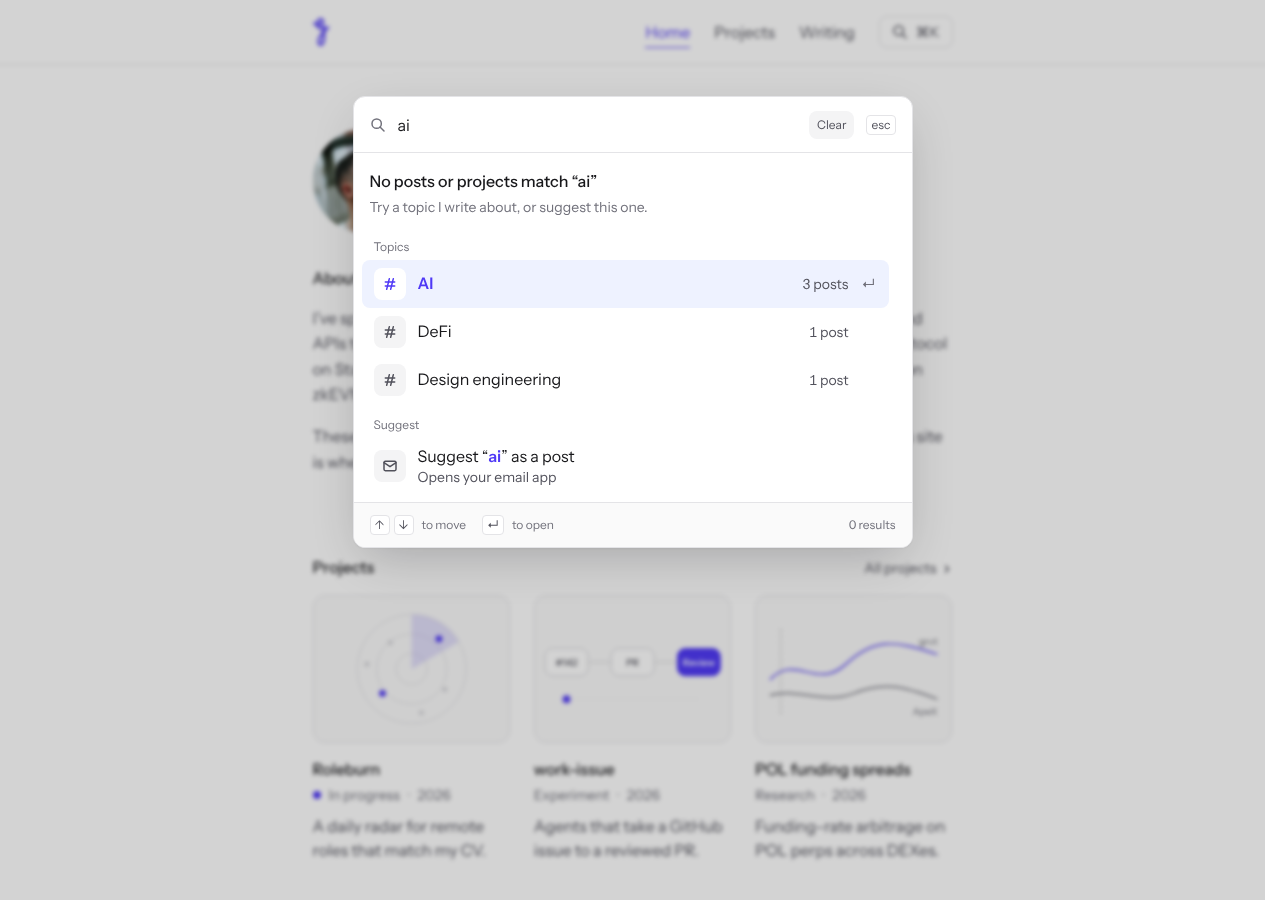 Home
Projects
Writing
⌘K
ai
Clear
esc
No posts or projects match “ai”
Try a topic I write about, or suggest this one.
Topics
# AI
3 posts
# DeFi
1 post
# Design engineering
1 post
Suggest
Suggest “ai” as a post
Opens your email app
to move
to open
0 results
Projects
All projects
PR
Review
Roleburn
In progress · 2026
A daily radar for remote
roles that match my CV.
work-issue
Experiment · 2026
Agents that take a GitHub
issue to a reviewed PR.
POL funding spreads
Research · 2026
Funding-rate arbitrage on
POL perps across DEXes.